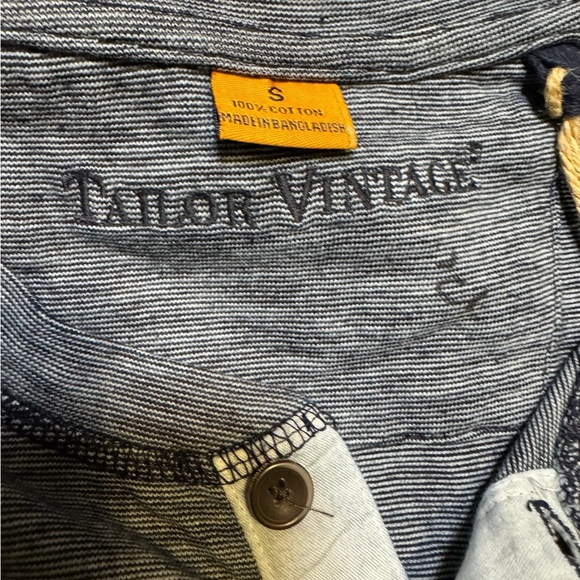 S
100% COTTON
MADE IN BANGLADESH
TAILOR VINTAGE®